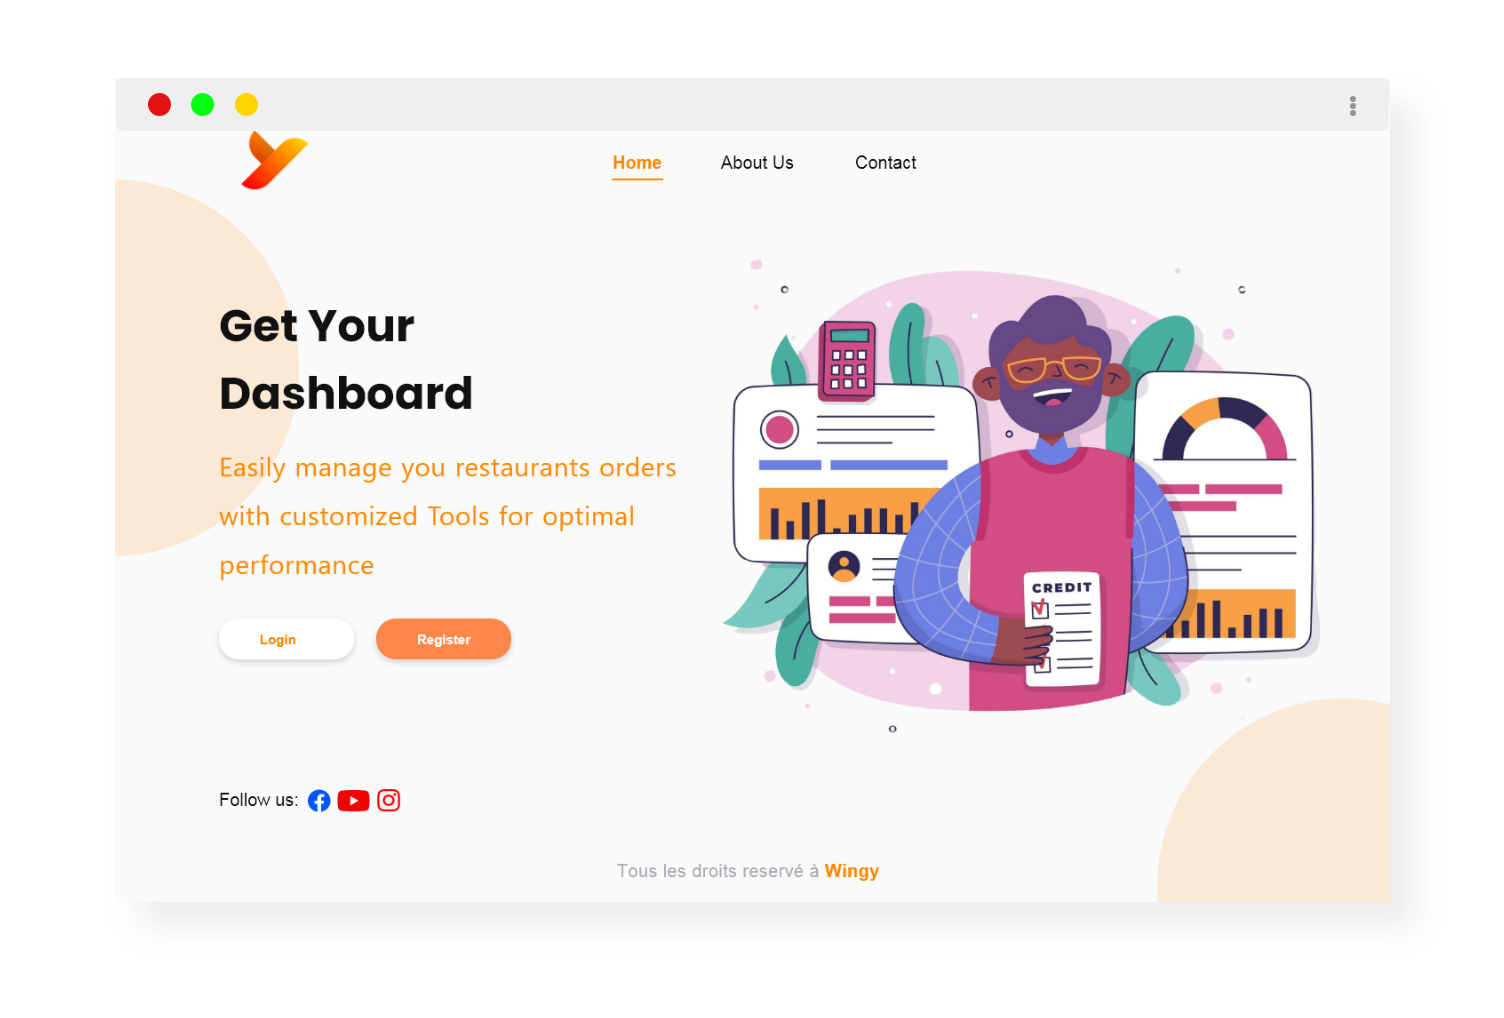 Home
About Us
Contact
Get Your
Dashboard
Easily manage you restaurants orders
with customized Tools for optimal
performance
Login
Register
CREDIT
Follow us:
Tous les droits reservé à Wingy